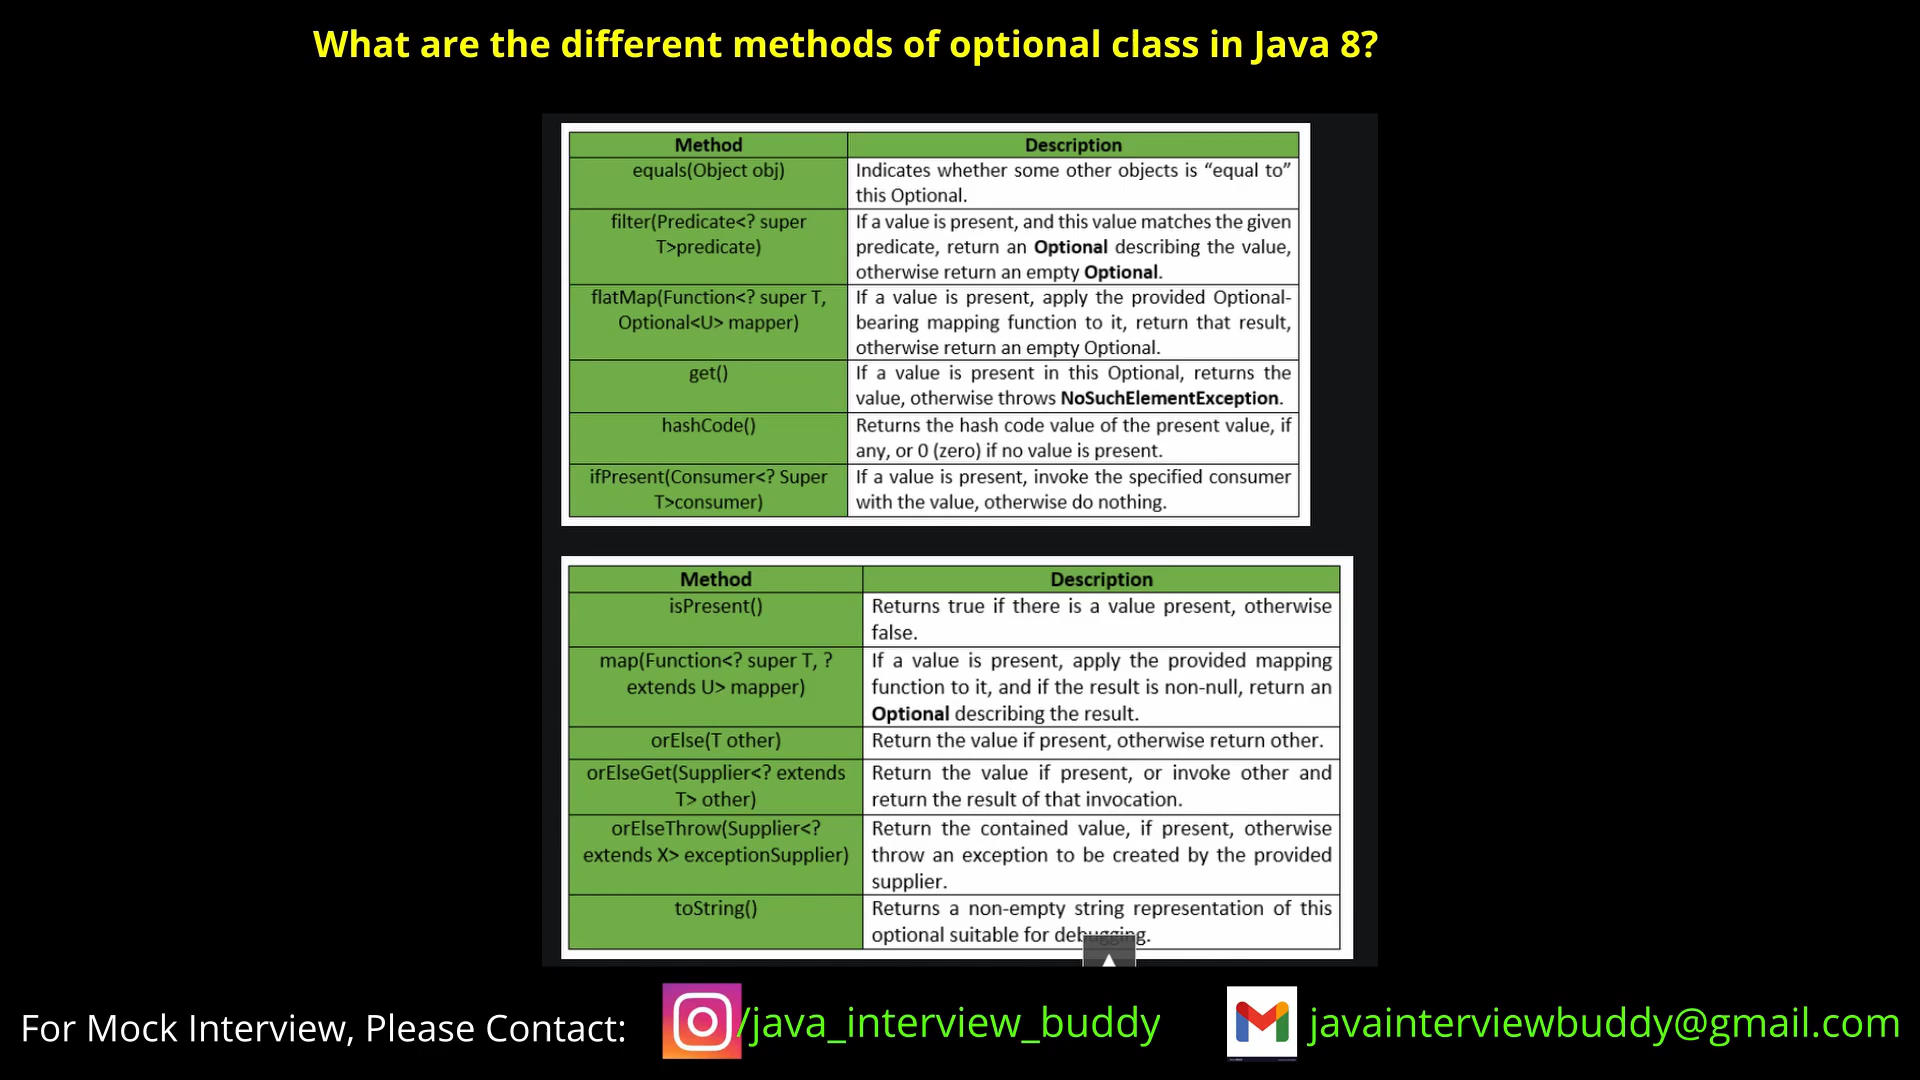 What are the different methods of optional class in Java 8?
Method
Description
equals(Object obj)
Indicates whether some other objects is “equal to”
this Optional.
filter(Predicate<? super
T>predicate)
If a value is present, and this value matches the given
predicate, return an Optional describing the value,
otherwise return an empty Optional.
flatMap(Function<? super T,
Optional<U> mapper)
If a value is present, apply the provided Optional-
bearing mapping function to it, return that result,
otherwise return an empty Optional.
get()
If a value is present in this Optional, returns the
value, otherwise throws NoSuchElementException.
hashCode()
Returns the hash code value of the present value, if
any, or 0 (zero) if no value is present.
ifPresent(Consumer<? Super
T>consumer)
If a value is present, invoke the specified consumer
with the value, otherwise do nothing.
Method
Description
isPresent()
Returns true if there is a value present, otherwise
false.
map(Function<? super T, ?
extends U> mapper)
If a value is present, apply the provided mapping
function to it, and if the result is non-null, return an
Optional describing the result.
orElse(T other)
Return the value if present, otherwise return other.
orElseGet(Supplier<? extends
T> other)
Return the value if present, or invoke other and
return the result of that invocation.
orElseThrow(Supplier<?
extends X> exceptionSupplier)
Return the contained value, if present, otherwise
throw an exception to be created by the provided
supplier.
toString()
Returns a non-empty string representation of this
optional suitable for debugging.
For Mock Interview, Please Contact:
/java_interview_buddy
javainterviewbuddy@gmail.com